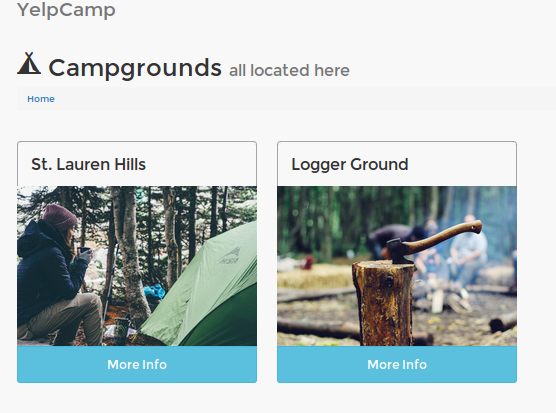 YelpCamp
Campgrounds all located here
Home
St. Lauren Hills
Logger Ground
More Info
More Info